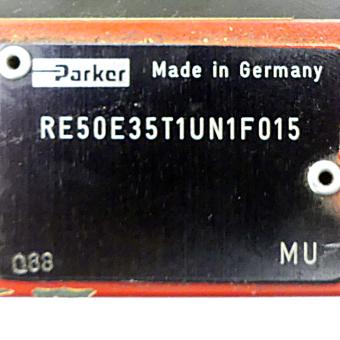 Parker Made in Germany
RE50E35T1UN1F015
Q88 MU